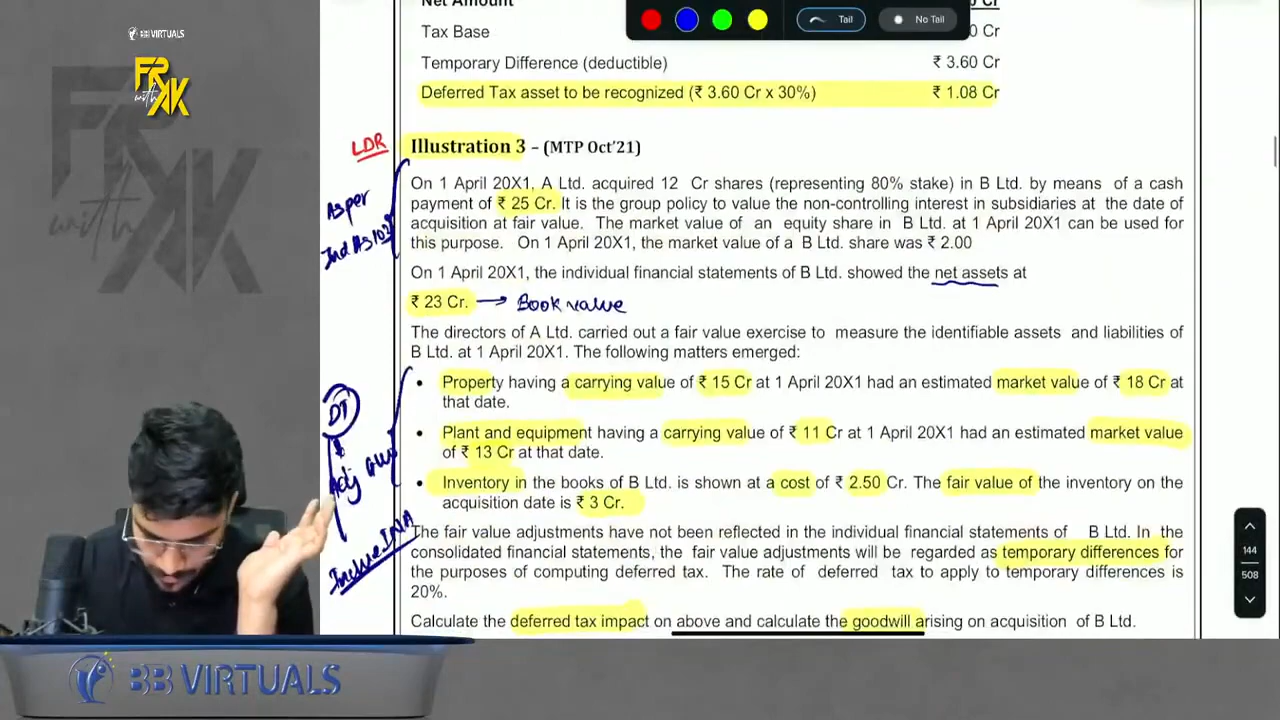 Net Amount
Tax Base
Temporary Difference (deductible) ₹ 3.60 Cr
Deferred Tax asset to be recognized (₹ 3.60 Cr x 30%) ₹ 1.08 Cr
Tail
No Tail
BB VIRTUALS
FR
with
AK
FR
with
AK
LDR
Illustration 3 – (MTP Oct'21)
As per
Ind As 103
On 1 April 20X1, A Ltd. acquired 12 Cr shares (representing 80% stake) in B Ltd. by means of a cash
payment of ₹ 25 Cr. It is the group policy to value the non-controlling interest in subsidiaries at the date of
acquisition at fair value. The market value of an equity share in B Ltd. at 1 April 20X1 can be used for
this purpose. On 1 April 20X1, the market value of a B Ltd. share was ₹ 2.00
On 1 April 20X1, the individual financial statements of B Ltd. showed the net assets at
₹ 23 Cr. → Book value
The directors of A Ltd. carried out a fair value exercise to measure the identifiable assets and liabilities of
B Ltd. at 1 April 20X1. The following matters emerged:
• Property having a carrying value of ₹ 15 Cr at 1 April 20X1 had an estimated market value of ₹ 18 Cr at
that date.
• Plant and equipment having a carrying value of ₹ 11 Cr at 1 April 20X1 had an estimated market value
of ₹ 13 Cr at that date.
• Inventory in the books of B Ltd. is shown at a cost of ₹ 2.50 Cr. The fair value of the inventory on the
acquisition date is ₹ 3 Cr.
DT
Adj
The fair value adjustments have not been reflected in the individual financial statements of B Ltd. In the
consolidated financial statements, the fair value adjustments will be regarded as temporary differences for
the purposes of computing deferred tax. The rate of deferred tax to apply to temporary differences is
20%.
Calculate the deferred tax impact on above and calculate the goodwill arising on acquisition of B Ltd.
144
508
BB VIRTUALS